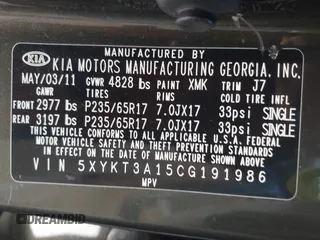 MANUFACTURED BY
KIA KIA MOTORS MANUFACTURING GEORGIA, INC.
MAY/03/11 GVWR 4828 lbs PAINT XMK TRIM J7
GAWR TIRES RIMS COLD TIRE INFL
FRONT 2977 lbs P235/65R17 7.0JX17 33psi SINGLE
REAR 3197 lbs P235/65R17 7.0JX17 33psi SINGLE
THIS VEHICLE CONFORMS TO ALL APPLICABLE
U.S.A. FEDERAL MOTOR VEHICLE SAFETY AND
THEFT PREVENTION STANDARDS IN EFFECT ON
THE DATE OF MANUFACTURE SHOWN ABOVE.
VIN 5XYKT3A15CG191986
MPV
DREAMBID